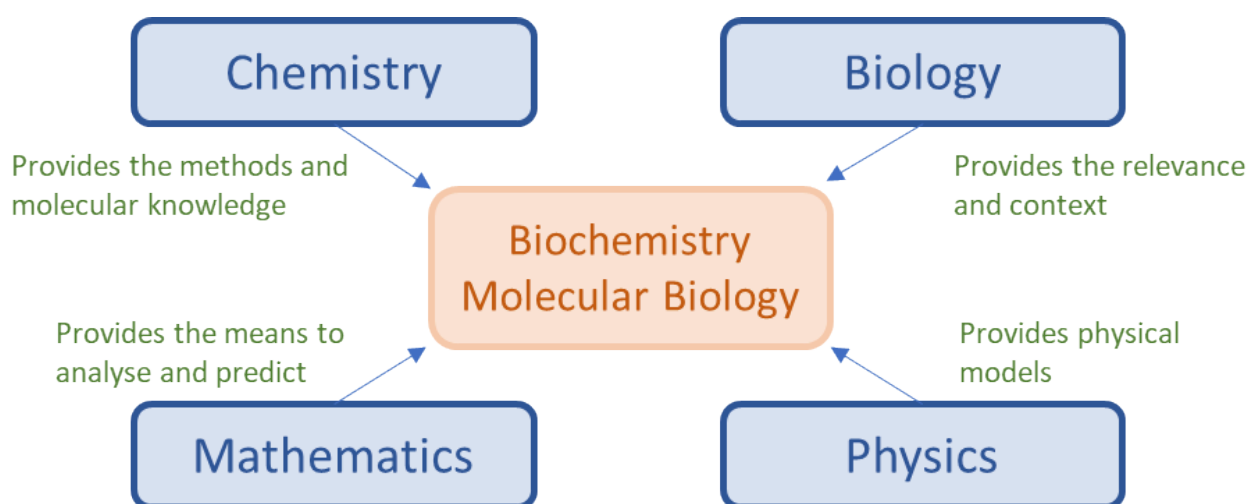 Chemistry
Biology
Provides the methods and
molecular knowledge
Provides the relevance
and context
Biochemistry
Molecular Biology
Provides the means to
analyse and predict
Provides physical
models
Mathematics
Physics